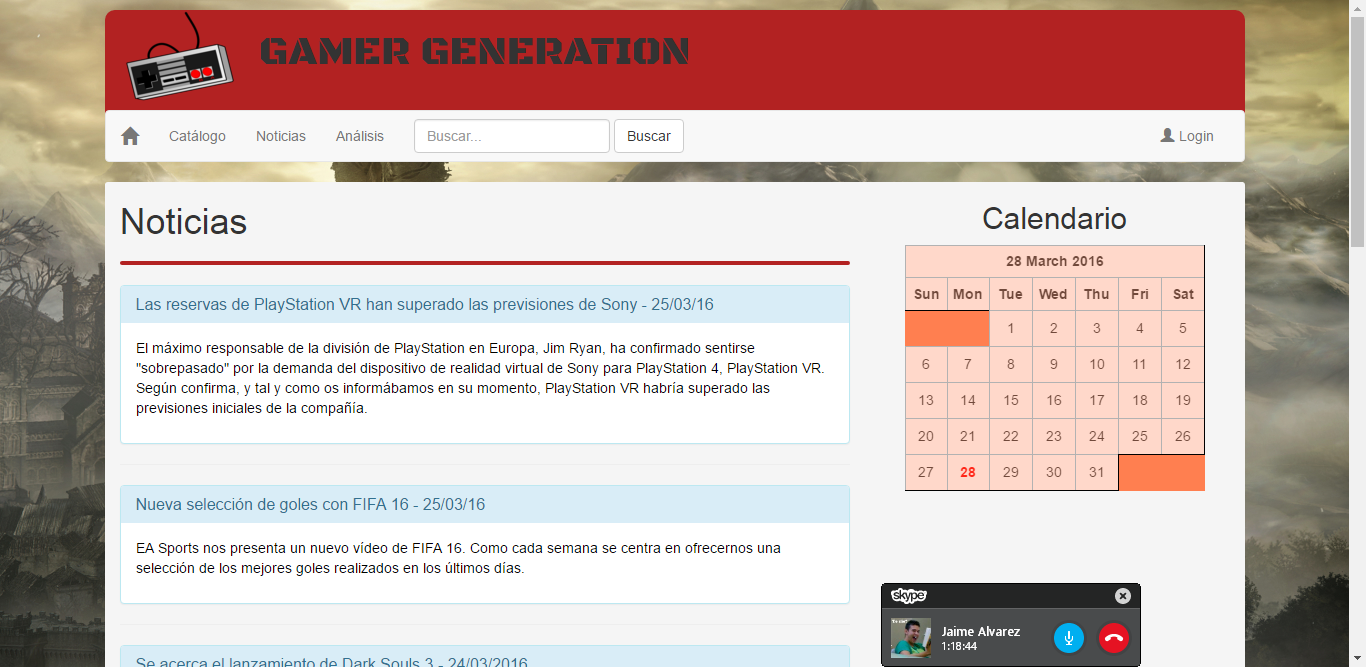 GAMER GENERATION
Catálogo Noticias Análisis Buscar... Buscar Login
Noticias
Las reservas de PlayStation VR han superado las previsiones de Sony - 25/03/16
El máximo responsable de la división de PlayStation en Europa, Jim Ryan, ha confirmado sentirse
"sobrepasado" por la demanda del dispositivo de realidad virtual de Sony para PlayStation 4, PlayStation VR.
Según confirma, y tal y como os informábamos en su momento, PlayStation VR habría superado las
previsiones iniciales de la compañía.
Nueva selección de goles con FIFA 16 - 25/03/16
EA Sports nos presenta un nuevo vídeo de FIFA 16. Como cada semana se centra en ofrecernos una
selección de los mejores goles realizados en los últimos días.
Se acerca el lanzamiento de Dark Souls 3 - 24/03/2016
Calendario
28 March 2016
Sun Mon Tue Wed Thu Fri Sat
1 2 3 4 5
6 7 8 9 10 11 12
13 14 15 16 17 18 19
20 21 22 23 24 25 26
27 28 29 30 31
skype
Jaime Alvarez
1:18:44